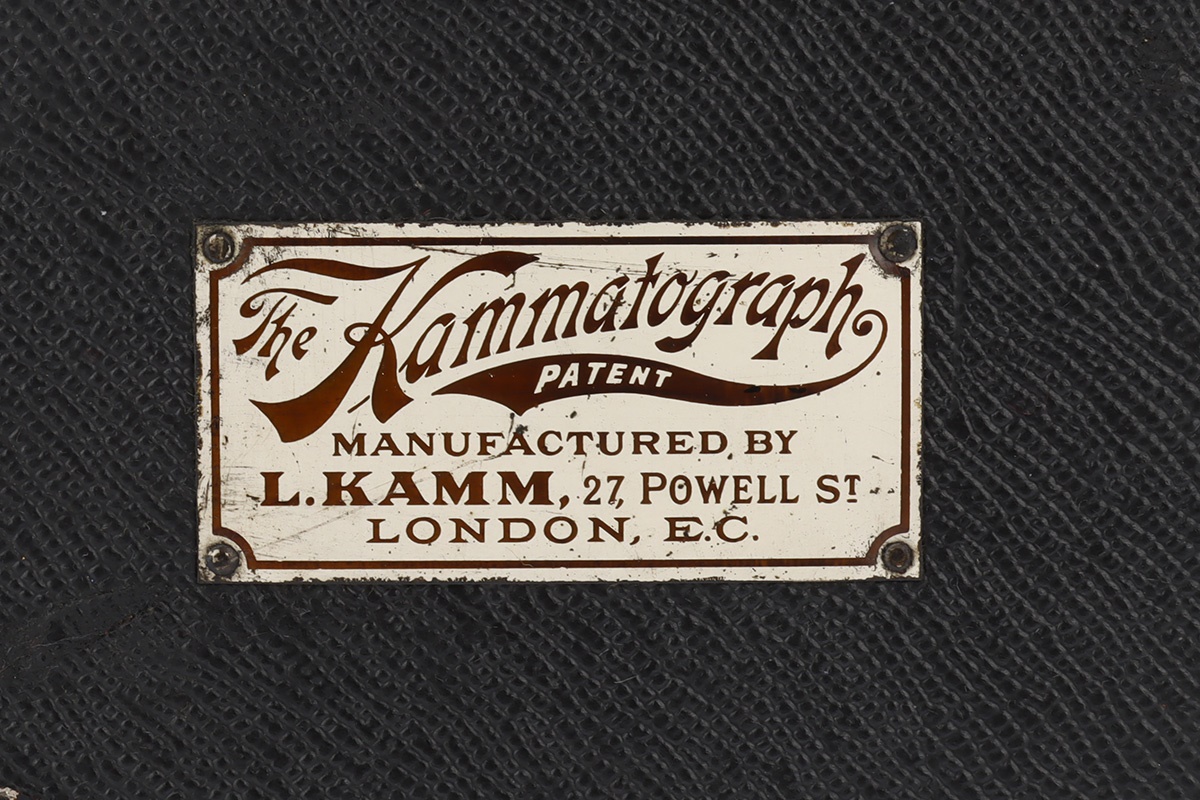 The Kammatograph
PATENT
MANUFACTURED BY
L. KAMM, 27, POWELL ST
LONDON, E.C.